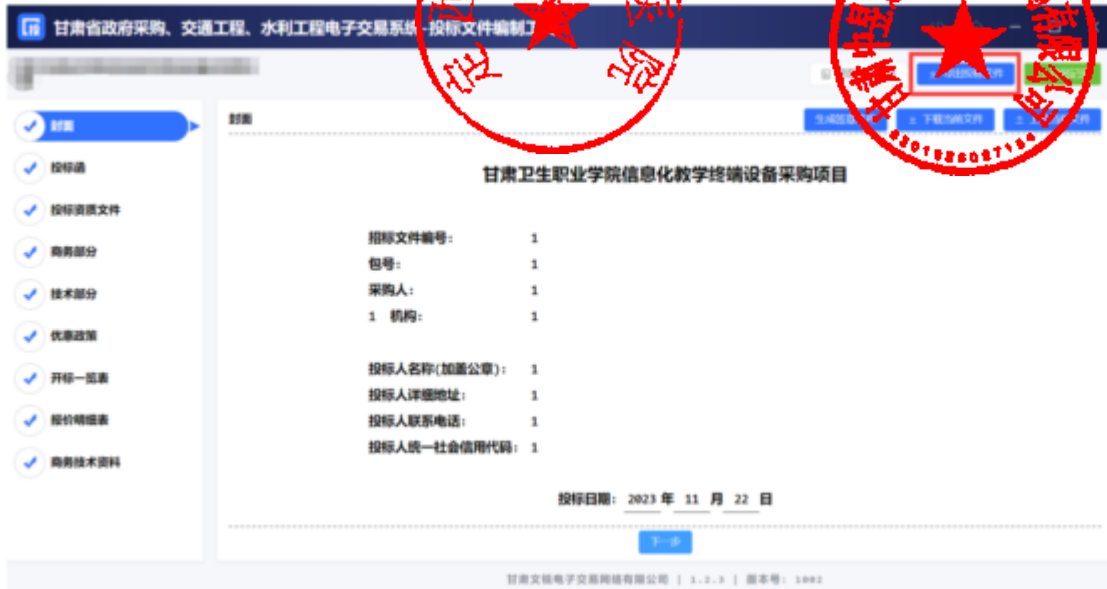 甘肃省政府采购、交通工程、水利工程电子交易系统-投标文件编制工
封面
投标函
投标资质文件
商务部分
技术部分
优惠政策
开标一览表
报价明细表
商务技术资料
封面
下载当前文件
甘肃卫生职业学院信息化教学终端设备采购项目
招标文件编号: 1
包号: 1
采购人: 1
1 机构: 1
投标人名称(加盖公章): 1
投标人详细地址: 1
投标人联系电话: 1
投标人统一社会信用代码: 1
投标日期: 2023 年 11 月 22 日
下一步
甘肃文锐电子交易网络有限公司 | 1.2.3 | 版本号: 1002